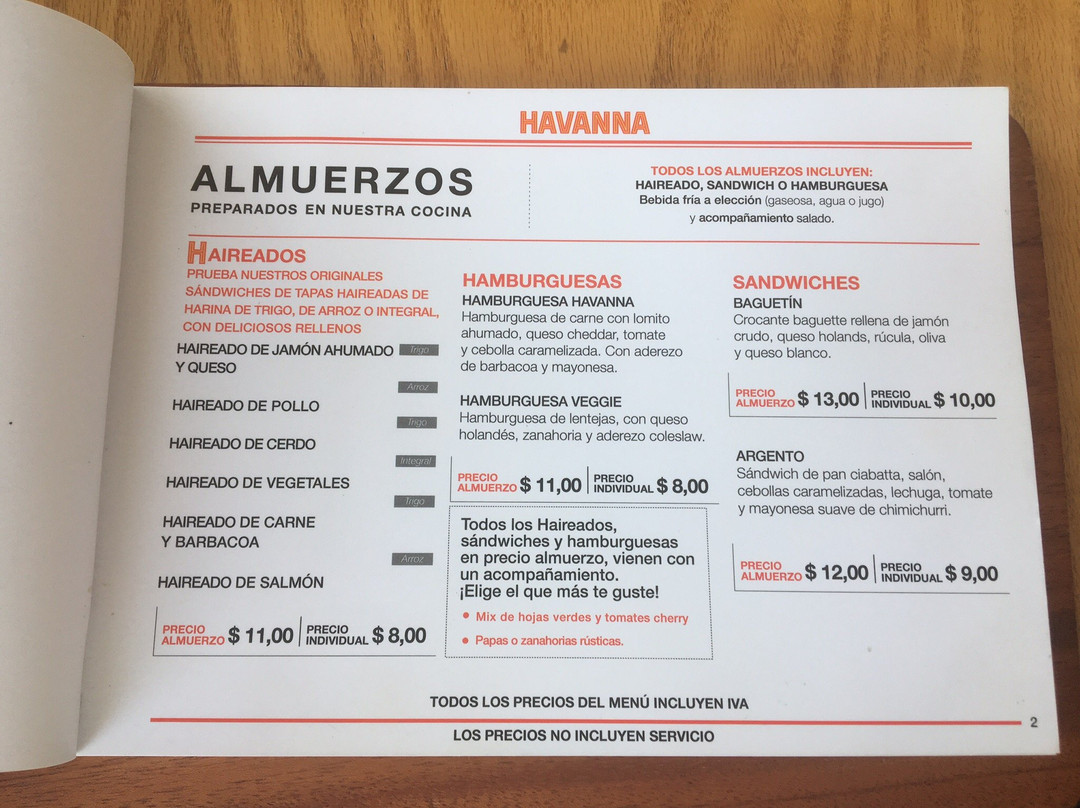 HAVANNA
ALMUERZOS
PREPARADOS EN NUESTRA COCINA
TODOS LOS ALMUERZOS INCLUYEN:
HAIREADO, SANDWICH O HAMBURGUESA
Bebida fría a elección (gaseosa, agua o jugo)
y acompañamiento salado.
HAIREADOS
PRUEBA NUESTROS ORIGINALES
SÁNDWICHES DE TAPAS HAIREADAS DE
HARINA DE TRIGO, DE ARROZ O INTEGRAL,
CON DELICIOSOS RELLENOS
HAIREADO DE JAMÓN AHUMADO Trigo
Y QUESO
Arroz
HAIREADO DE POLLO
Trigo
HAIREADO DE CERDO
Integral
HAIREADO DE VEGETALES
Trigo
HAIREADO DE CARNE
Y BARBACOA
Arroz
HAIREADO DE SALMÓN
PRECIO ALMUERZO $ 11,00 PRECIO INDIVIDUAL $ 8,00
HAMBURGUESAS
HAMBURGUESA HAVANNA
Hamburguesa de carne con lomito
ahumado, queso cheddar, tomate
y cebolla caramelizada. Con aderezo
de barbacoa y mayonesa.
HAMBURGUESA VEGGIE
Hamburguesa de lentejas, con queso
holandés, zanahoria y aderezo coleslaw.
PRECIO ALMUERZO $ 11,00 PRECIO INDIVIDUAL $ 8,00
Todos los Haireados,
sándwiches y hamburguesas
en precio almuerzo, vienen con
un acompañamiento.
¡Elige el que más te guste!
• Mix de hojas verdes y tomates cherry
• Papas o zanahorias rústicas.
SANDWICHES
BAGUETÍN
Crocante baguette rellena de jamón
crudo, queso holands, rúcula, oliva
y queso blanco.
PRECIO ALMUERZO $ 13,00 PRECIO INDIVIDUAL $ 10,00
ARGENTO
Sándwich de pan ciabatta, salón,
cebollas caramelizadas, lechuga, tomate
y mayonesa suave de chimichurri.
PRECIO ALMUERZO $ 12,00 PRECIO INDIVIDUAL $ 9,00
TODOS LOS PRECIOS DEL MENÚ INCLUYEN IVA
2
LOS PRECIOS NO INCLUYEN SERVICIO